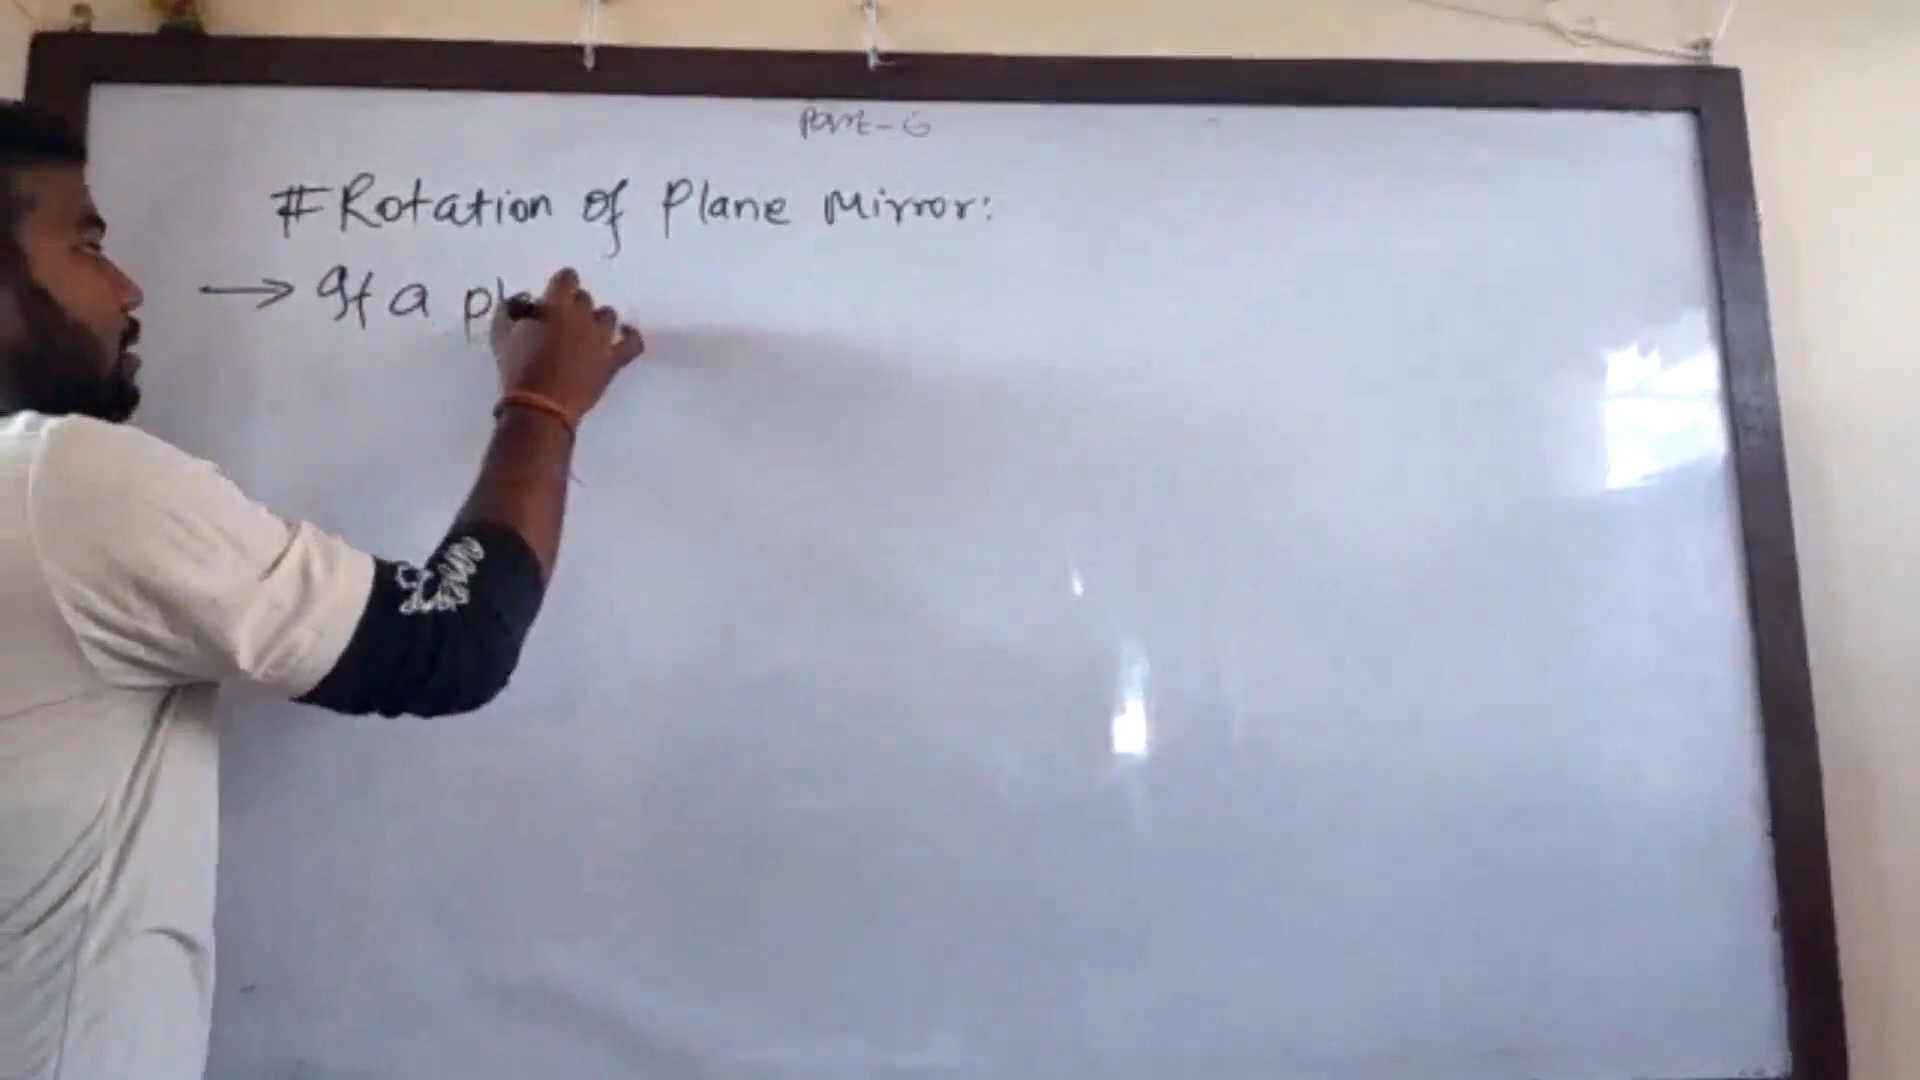 Part-6
#Rotation of Plane Mirror:
→ If a pl